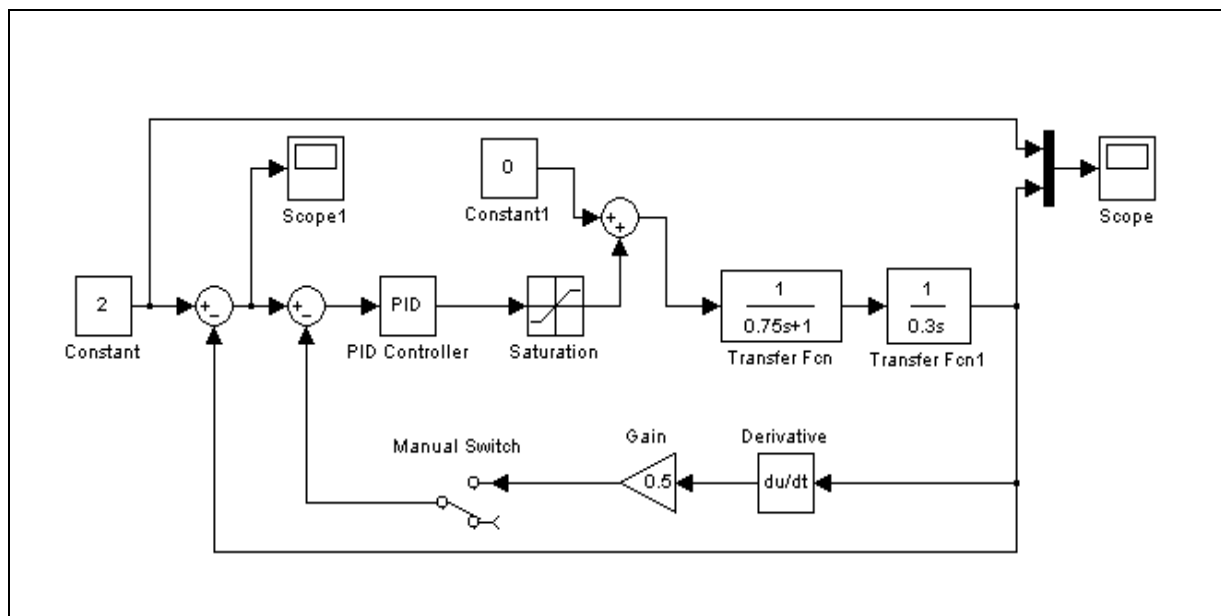 Scope1
0
Constant1
+
+
Scope
2
Constant
+
−
+
−
PID
PID Controller
Saturation
1
0.75s+1
Transfer Fcn
1
0.3s
Transfer Fcn1
Manual Switch
Gain
0.5
Derivative
du/dt